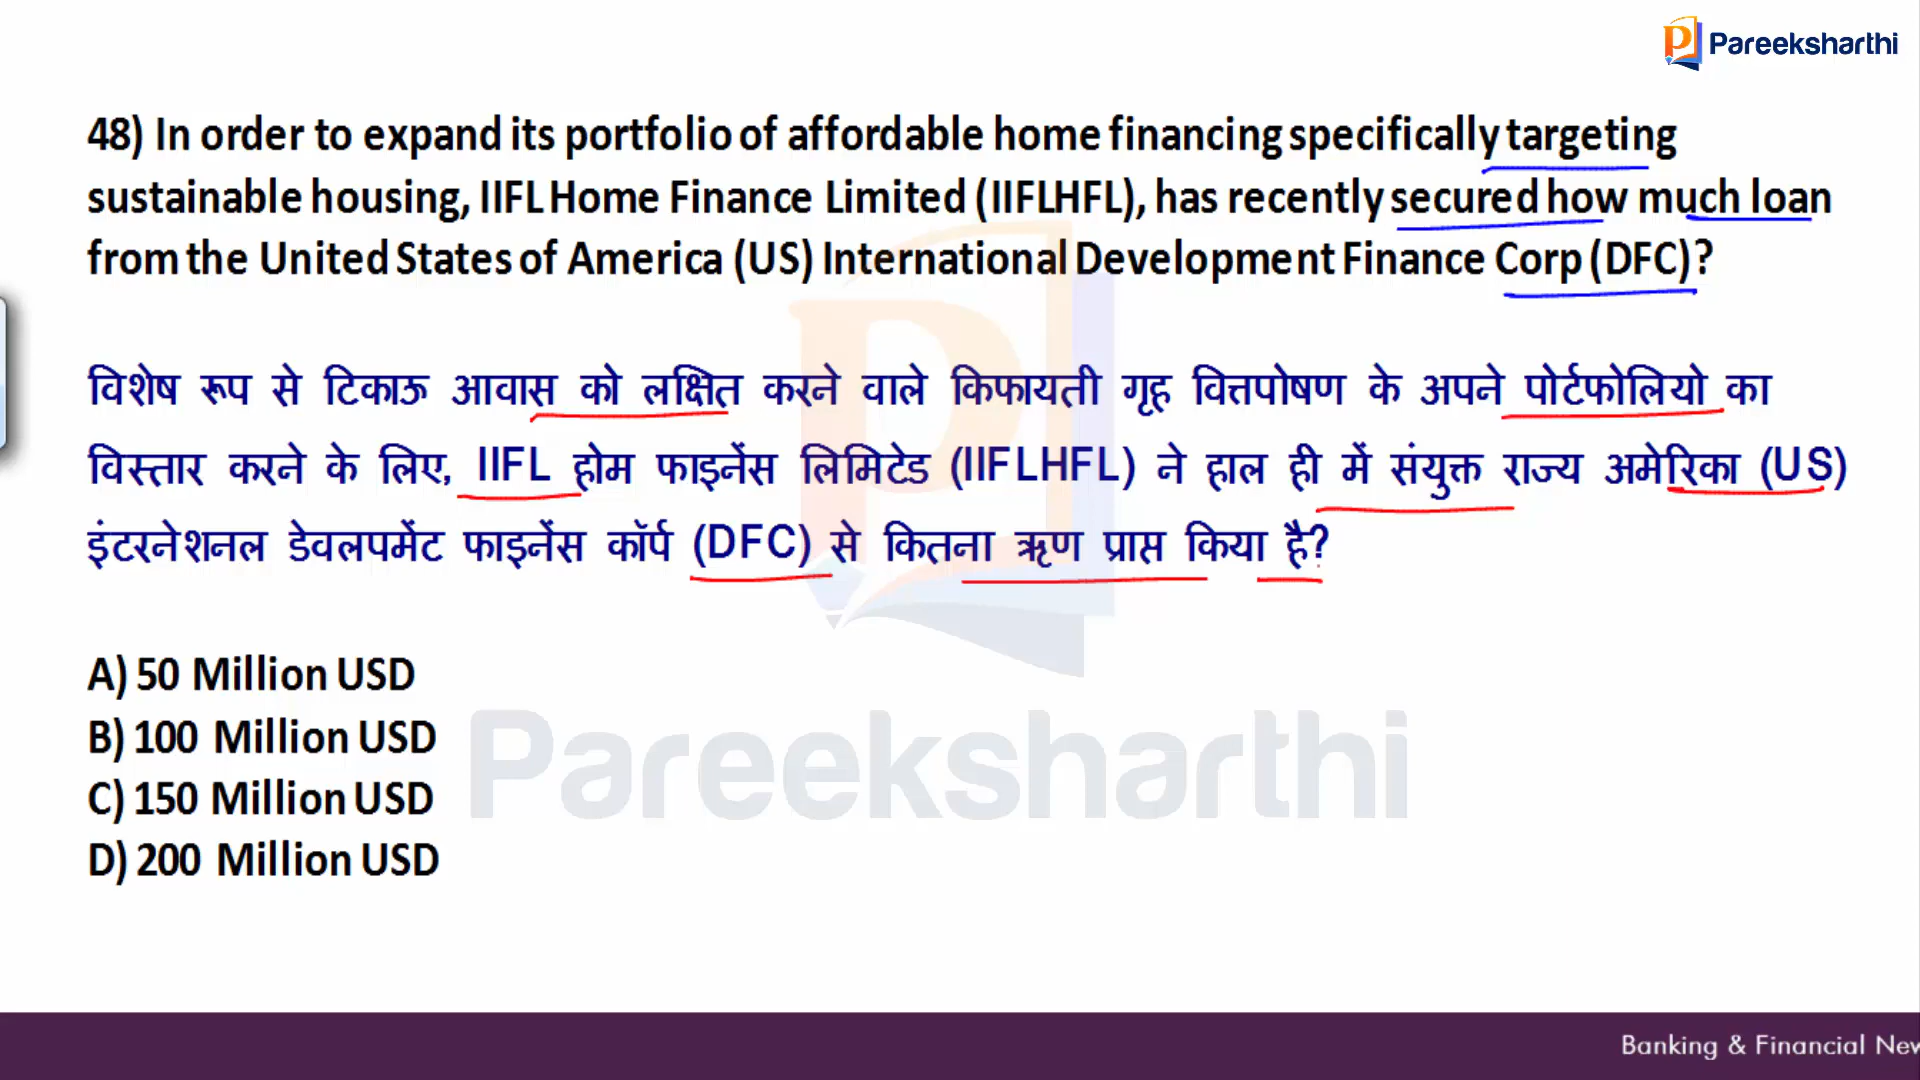 Pareeksharthi
48) In order to expand its portfolio of affordable home financing specifically targeting
sustainable housing, IIFL Home Finance Limited (IIFLHFL), has recently secured how much loan
from the United States of America (US) International Development Finance Corp (DFC)?
विशेष रूप से टिकाऊ आवास को लक्षित करने वाले किफायती गृह वित्तपोषण के अपने पोर्टफोलियो का
विस्तार करने के लिए, IIFL होम फाइनेंस लिमिटेड (IIFLHFL) ने हाल ही में संयुक्त राज्य अमेरिका (US)
इंटरनेशनल डेवलपमेंट फाइनेंस कॉर्प (DFC) से कितना ऋण प्राप्त किया है?
A) 50 Million USD
B) 100 Million USD
C) 150 Million USD
D) 200 Million USD
Pareeksharthi
Banking & Financial New